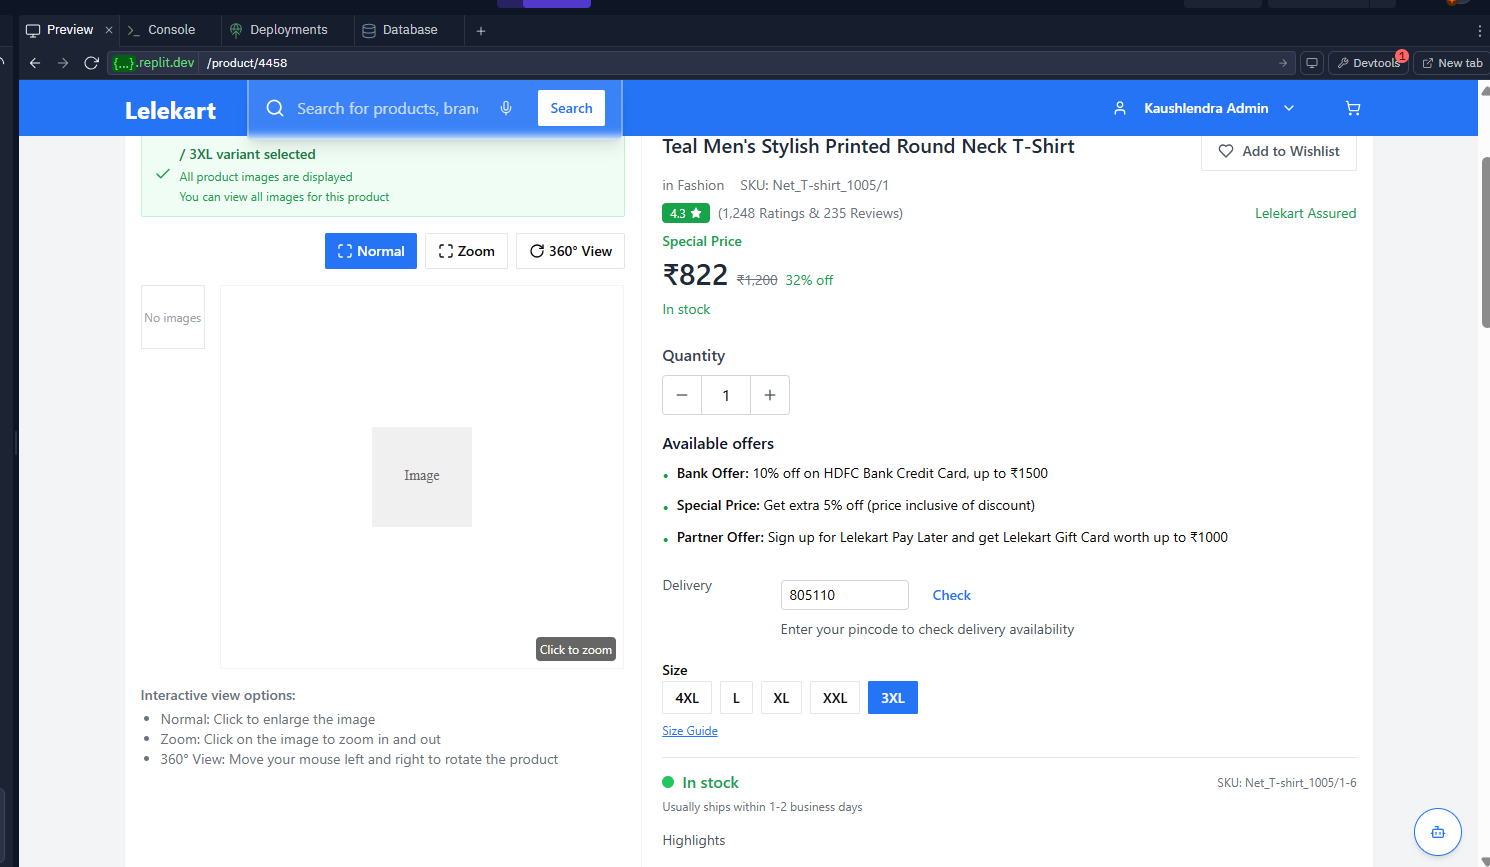 Preview
Console
Deployments
Database
{...}.replit.dev
/product/4458
Devtools
1
New tab
Lelekart
Search for products, bran
Search
Kaushlendra Admin
/ 3XL variant selected
All product images are displayed
You can view all images for this product
Normal
Zoom
360° View
No images
Image
Click to zoom
Interactive view options:
• Normal: Click to enlarge the image
• Zoom: Click on the image to zoom in and out
• 360° View: Move your mouse left and right to rotate the product
Teal Men's Stylish Printed Round Neck T-Shirt
Add to Wishlist
in Fashion SKU: Net_T-shirt_1005/1
4.3 ★ (1,248 Ratings & 235 Reviews)
Lelekart Assured
Special Price
₹822 ₹1,200 32% off
In stock
Quantity
− 1 +
Available offers
• Bank Offer: 10% off on HDFC Bank Credit Card, up to ₹1500
• Special Price: Get extra 5% off (price inclusive of discount)
• Partner Offer: Sign up for Lelekart Pay Later and get Lelekart Gift Card worth up to ₹1000
Delivery
805110
Check
Enter your pincode to check delivery availability
Size
4XL L XL XXL 3XL
Size Guide
In stock
SKU: Net_T-shirt_1005/1-6
Usually ships within 1-2 business days
Highlights